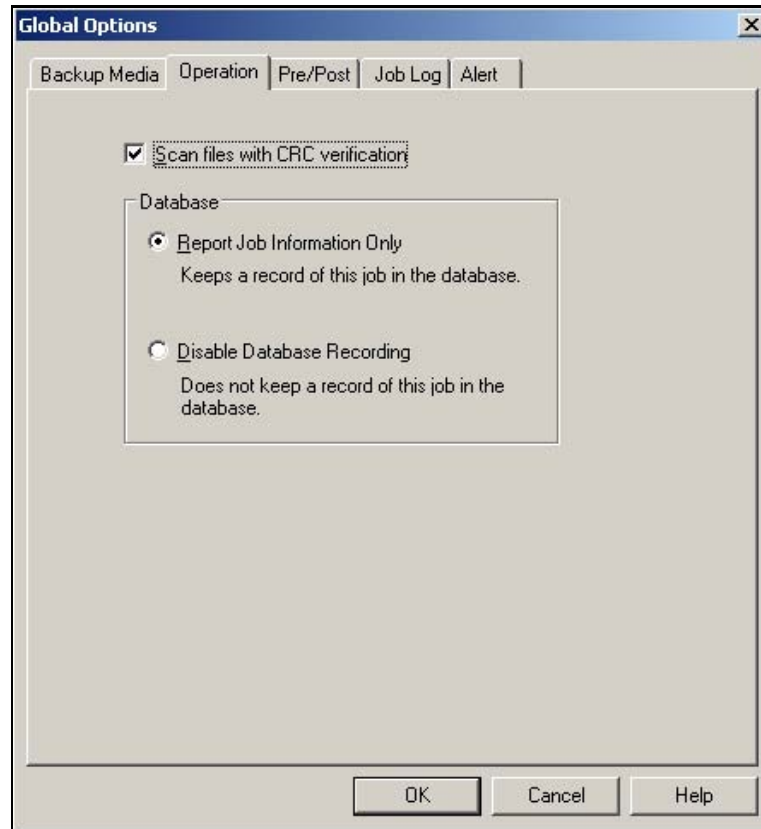 Global Options
Backup Media
Operation
Pre/Post
Job Log
Alert
Scan files with CRC verification
Database
Report Job Information Only
Keeps a record of this job in the database.
Disable Database Recording
Does not keep a record of this job in the
database.
OK
Cancel
Help